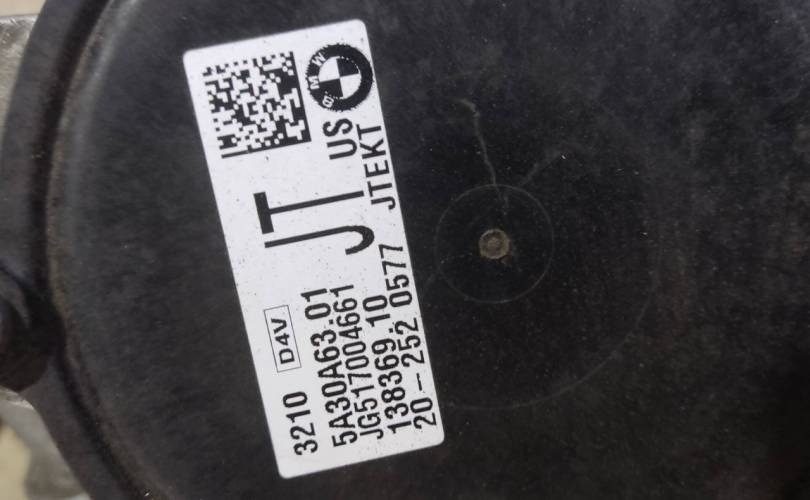 BMW
US
JT
JTEKT
D4V
3210
5A30A63.01
JG517004661
138369.10
20-252 0577